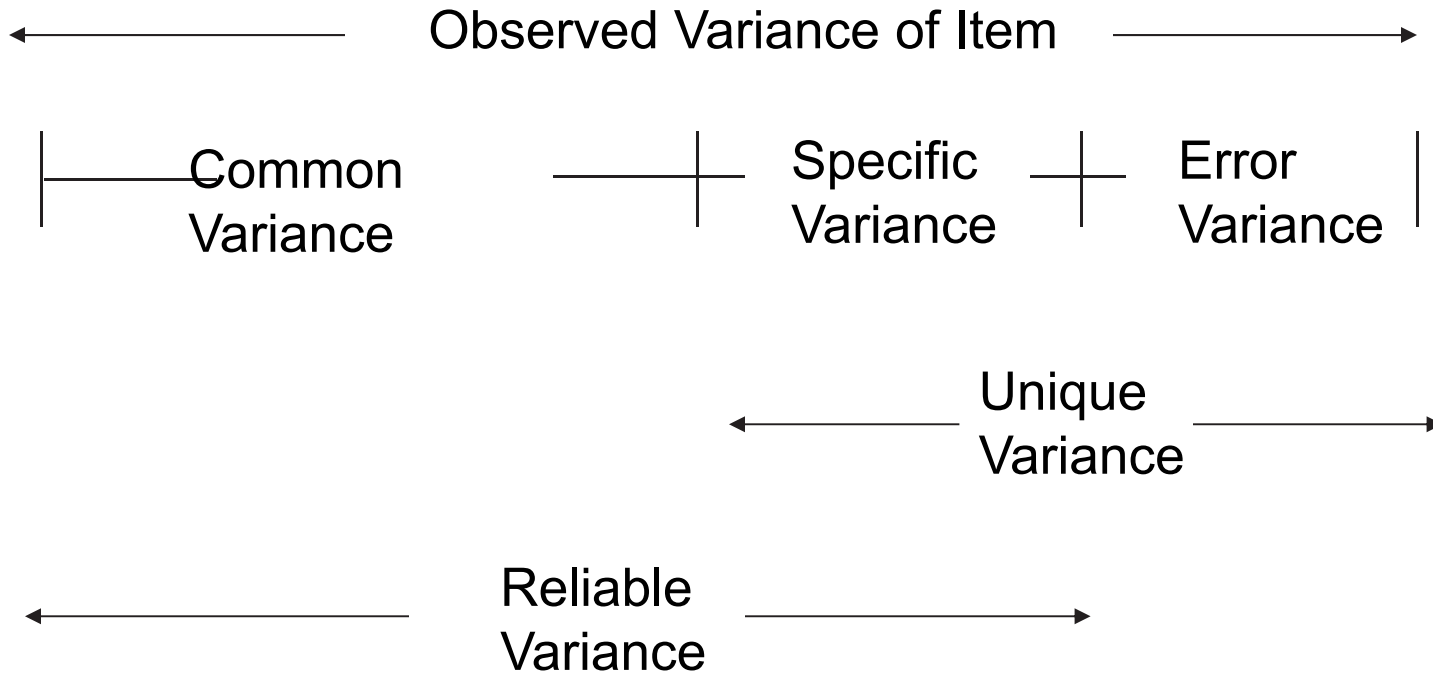 Observed Variance of Item
Common
Variance
Specific
Variance
Error
Variance
Unique
Variance
Reliable
Variance